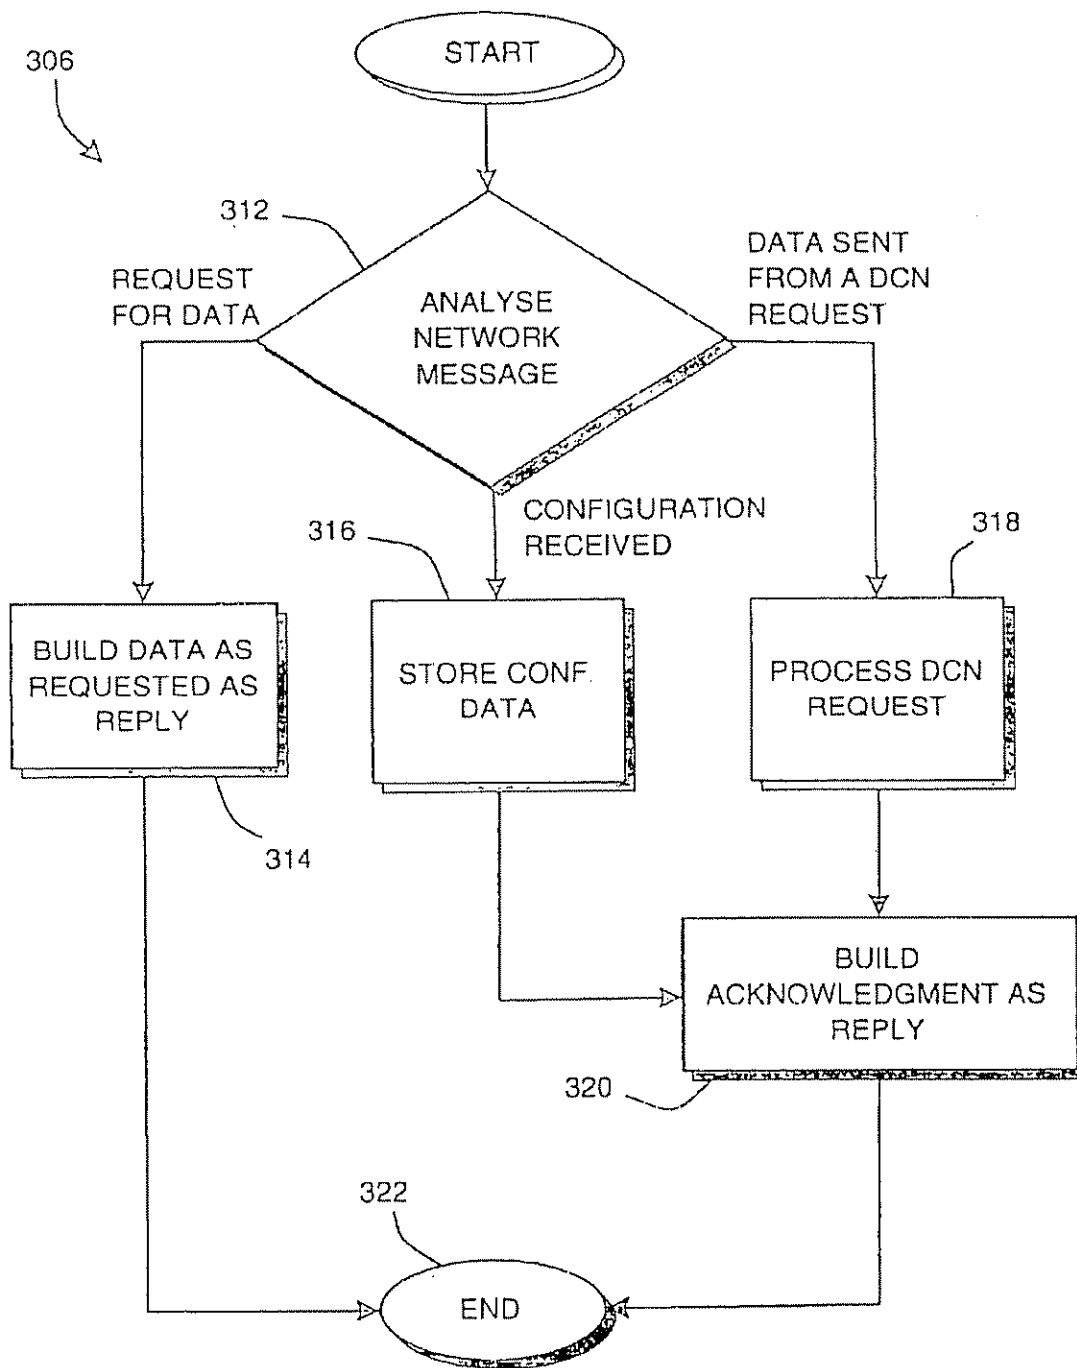 START
306
312
REQUEST
FOR DATA
ANALYSE
NETWORK
MESSAGE
DATA SENT
FROM A DCN
REQUEST
CONFIGURATION
RECEIVED
316
318
BUILD DATA AS
REQUESTED AS
REPLY
STORE CONF.
DATA
PROCESS DCN
REQUEST
314
BUILD
ACKNOWLEDGMENT AS
REPLY
320
322
END